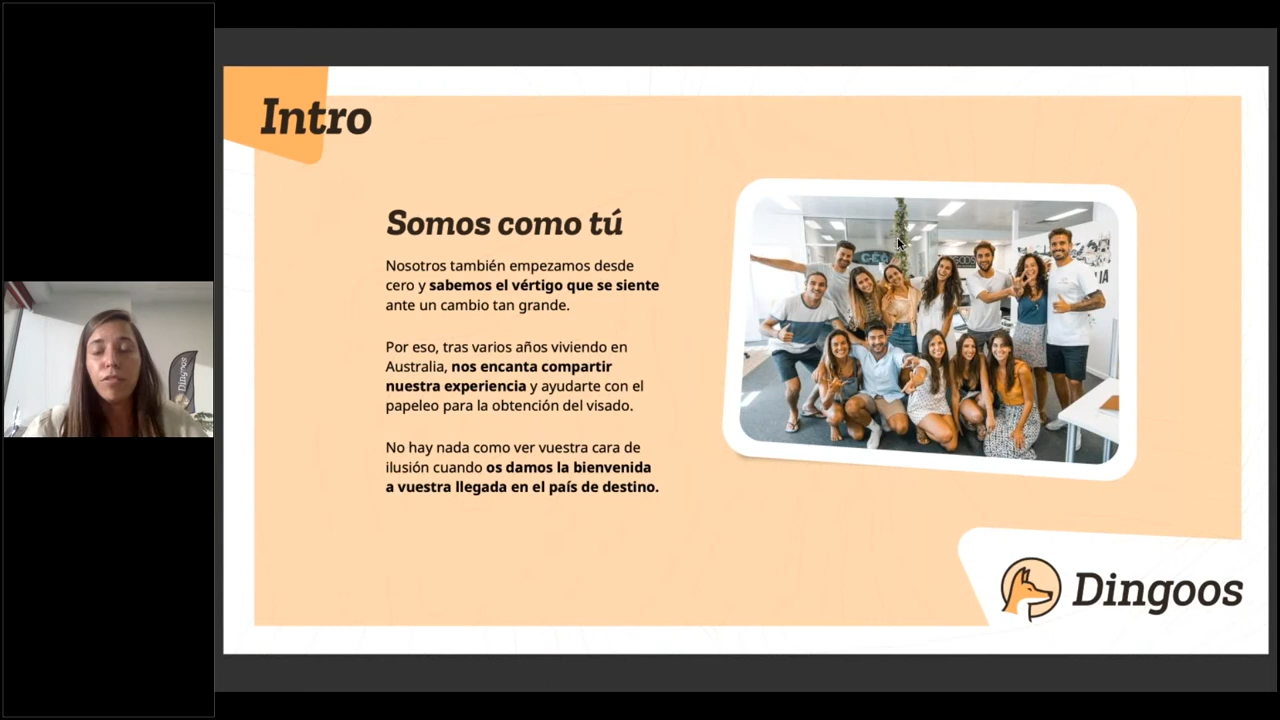 Intro
Somos como tú
Nosotros también empezamos desde
cero y sabemos el vértigo que se siente
ante un cambio tan grande.
Por eso, tras varios años viviendo en
Australia, nos encanta compartir
nuestra experiencia y ayudarte con el
papeleo para la obtención del visado.
No hay nada como ver vuestra cara de
ilusión cuando os damos la bienvenida
a vuestra llegada en el país de destino.
Dingoos
Dingoos